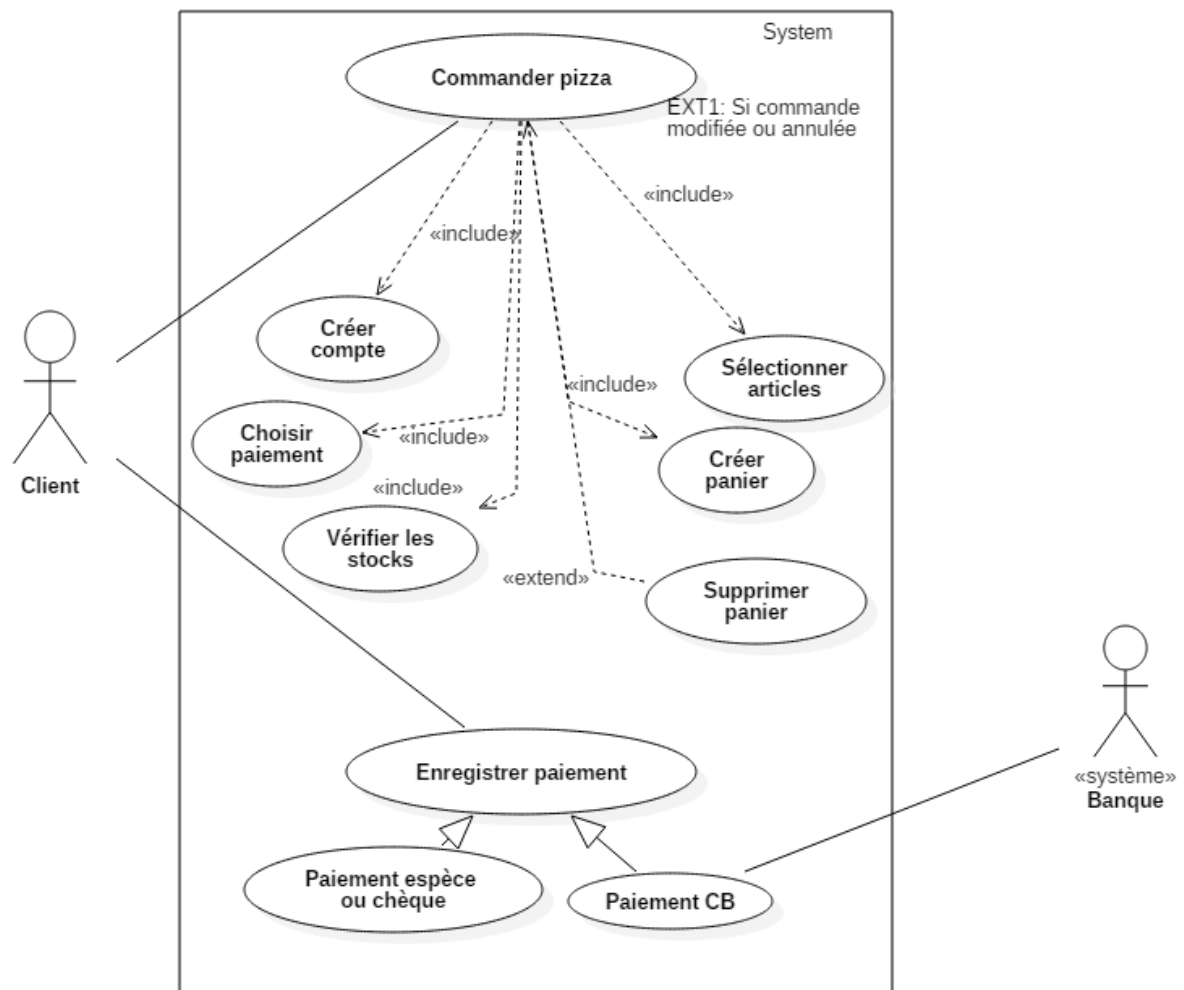 System
Commander pizza
EXT1: Si commande
modifiée ou annulée
«include»
«include»
Créer
compte
Sélectionner
articles
«include»
Choisir
paiement
«include»
Créer
panier
Client
«include»
Vérifier les
stocks
«extend»
Supprimer
panier
Enregistrer paiement
«système»
Banque
Paiement espèce
ou chèque
Paiement CB